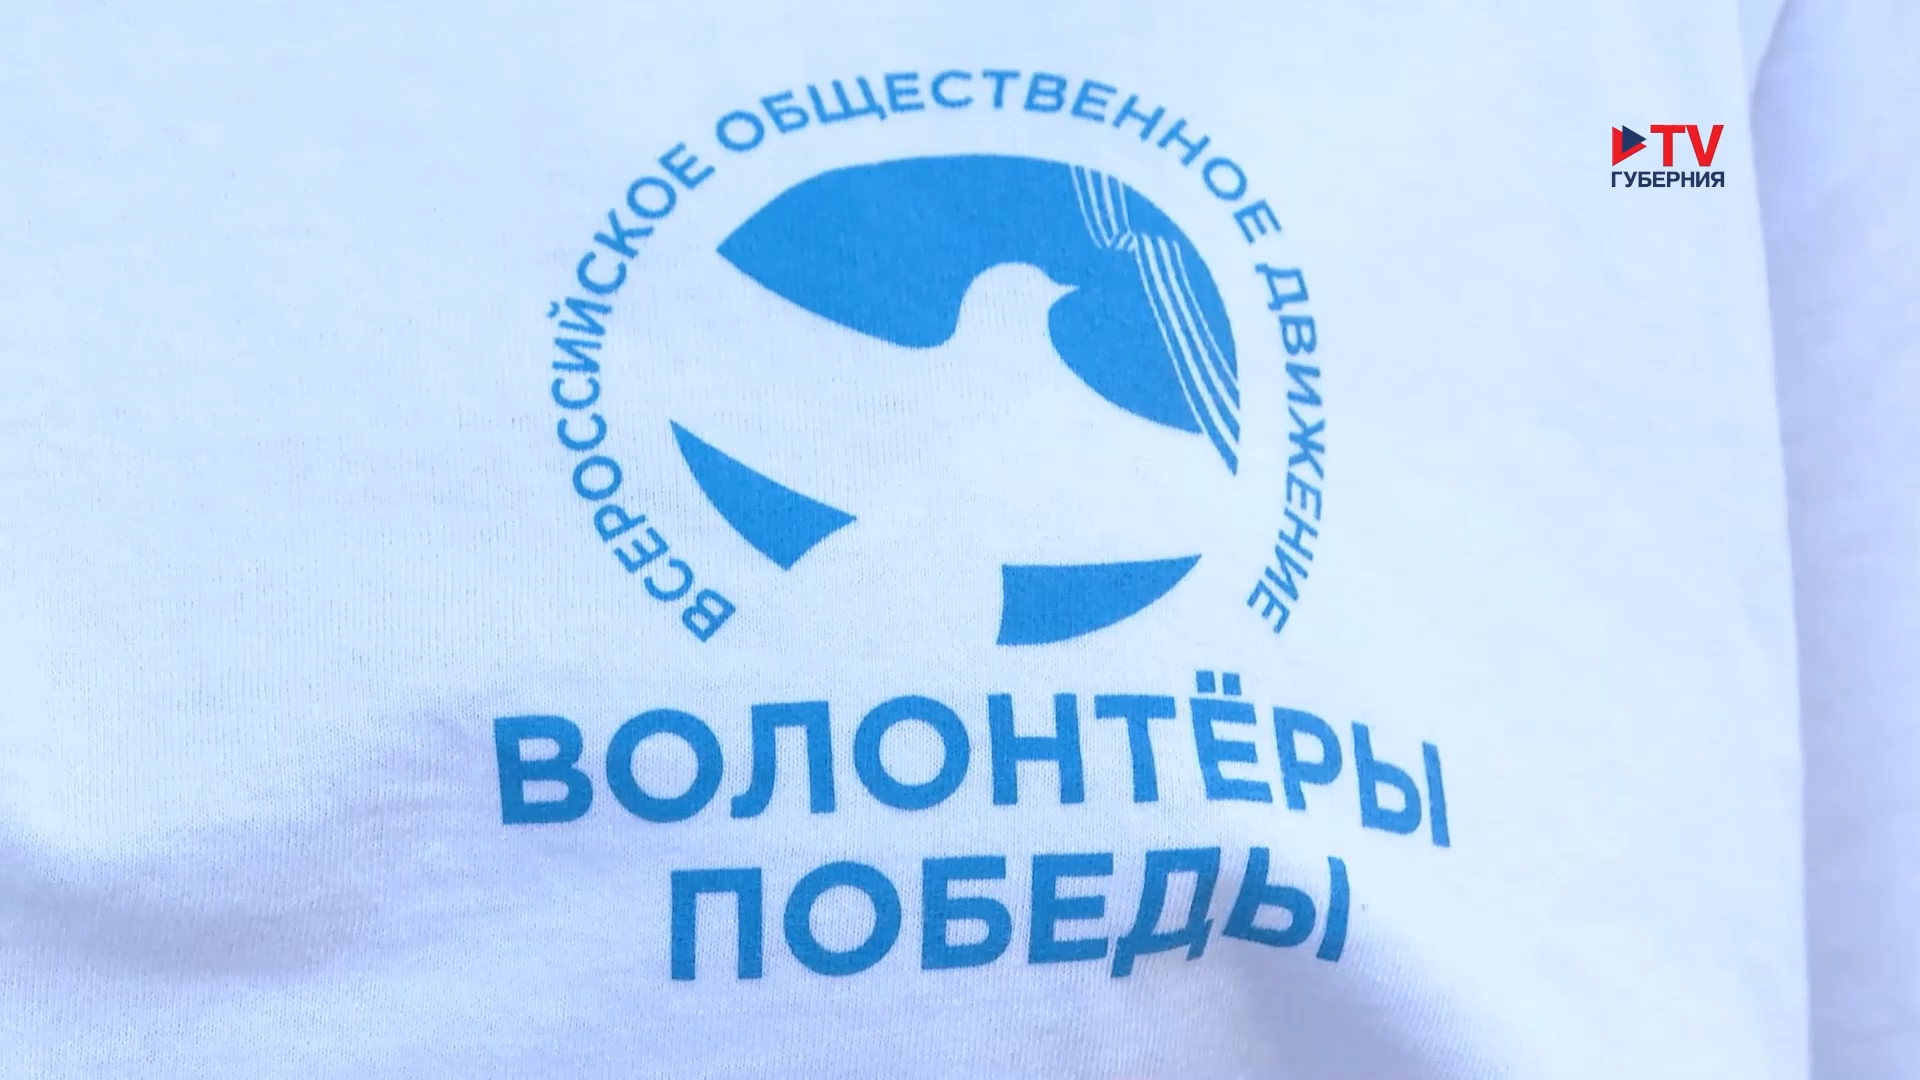 ВСЕРОССИЙСКОЕ ОБЩЕСТВЕННОЕ ДВИЖЕНИЕ
TV
ГУБЕРНИЯ
ВОЛОНТЁРЫ
ПОБЕДЫ